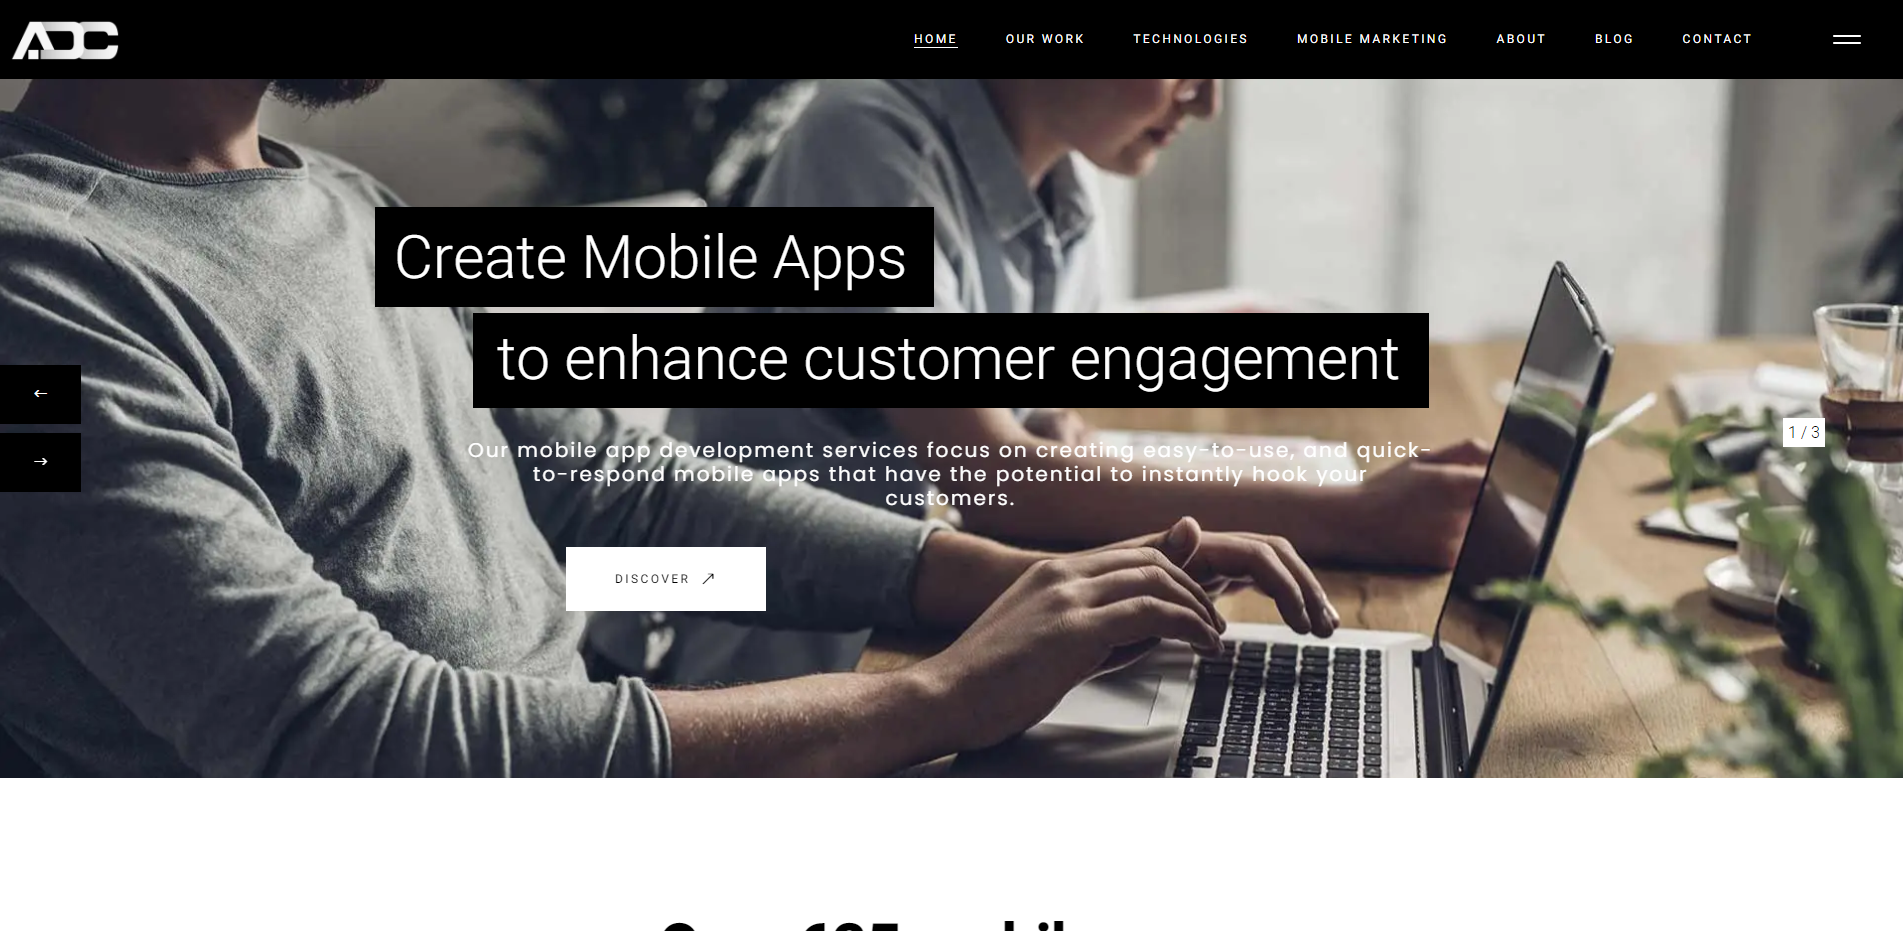 ADC
HOME OUR WORK TECHNOLOGIES MOBILE MARKETING ABOUT BLOG CONTACT
Create Mobile Apps
to enhance customer engagement
←
→
1 / 3
Our mobile app development services focus on creating easy-to-use, and quick-
to-respond mobile apps that have the potential to instantly hook your
customers.
DISCOVER ↗